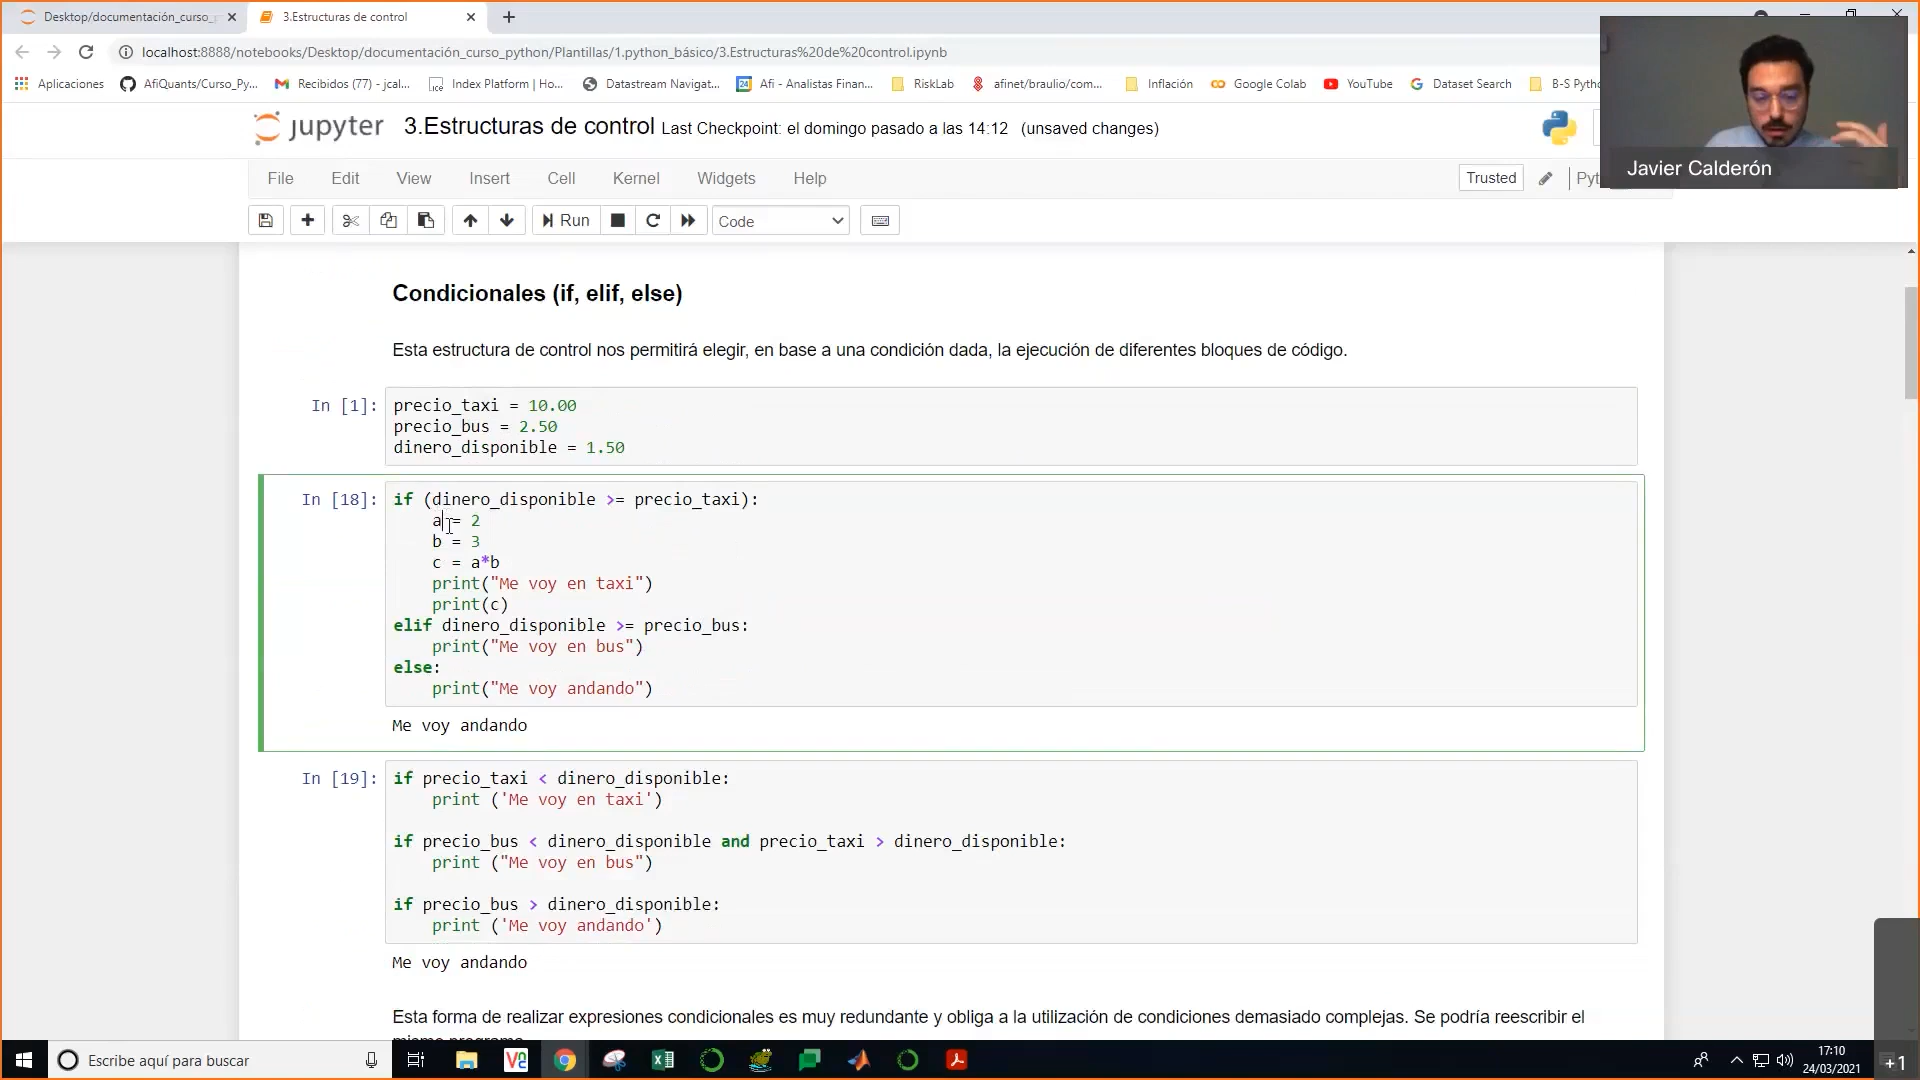 Desktop/documentación_curso_p
3.Estructuras de control
localhost:8888/notebooks/Desktop/documentación_curso_python/Plantillas/1.python_básico/3.Estructuras%20de%20control.ipynb
Aplicaciones
AfiQuants/Curso_Py...
Recibidos (77) - jcal...
Index Platform | Ho...
Datastream Navigat...
Afi - Analistas Finan...
RiskLab
afinet/braulio/com...
Inflación
Google Colab
YouTube
Dataset Search
B-S Pytho
jupyter 3.Estructuras de control Last Checkpoint: el domingo pasado a las 14:12 (unsaved changes)
Javier Calderón
File Edit View Insert Cell Kernel Widgets Help
Trusted
Pyt
Run
Code
Condicionales (if, elif, else)
Esta estructura de control nos permitirá elegir, en base a una condición dada, la ejecución de diferentes bloques de código.
In [1]: precio_taxi = 10.00
precio_bus = 2.50
dinero_disponible = 1.50
In [18]: if (dinero_disponible >= precio_taxi):
a = 2
b = 3
c = a*b
print("Me voy en taxi")
print(c)
elif dinero_disponible >= precio_bus:
print("Me voy en bus")
else:
print("Me voy andando")
Me voy andando
In [19]: if precio_taxi < dinero_disponible:
print ('Me voy en taxi')
if precio_bus < dinero_disponible and precio_taxi > dinero_disponible:
print ("Me voy en bus")
if precio_bus > dinero_disponible:
print ('Me voy andando')
Me voy andando
Esta forma de realizar expresiones condicionales es muy redundante y obliga a la utilización de condiciones demasiado complejas. Se podría reescribir el
mismo programa
Escribe aquí para buscar
17:10
24/03/2021
+1